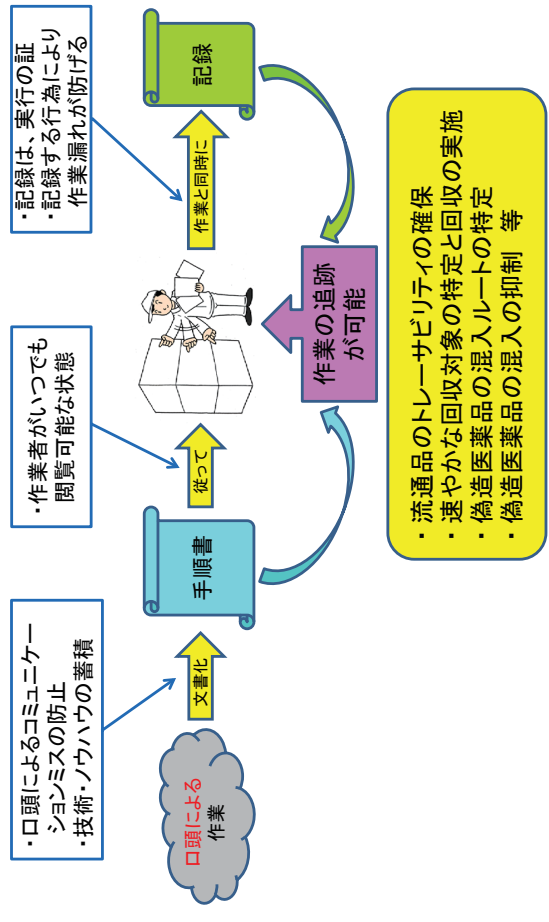 ・口頭によるコミュニケー
ションミスの防止
・技術・ノウハウの蓄積
・作業者がいつでも
閲覧可能な状態
・記録は、実行の証
・記録する行為により
作業漏れが防げる
口頭による
作業
文書化
手順書
従って
作業と同時に
記録
作業の追跡
が可能
・ 流通品のトレーサビリティの確保
・ 速やかな回収対象の特定と回収の実施
・ 偽造医薬品の混入ルートの特定
・ 偽造医薬品の混入の抑制 等